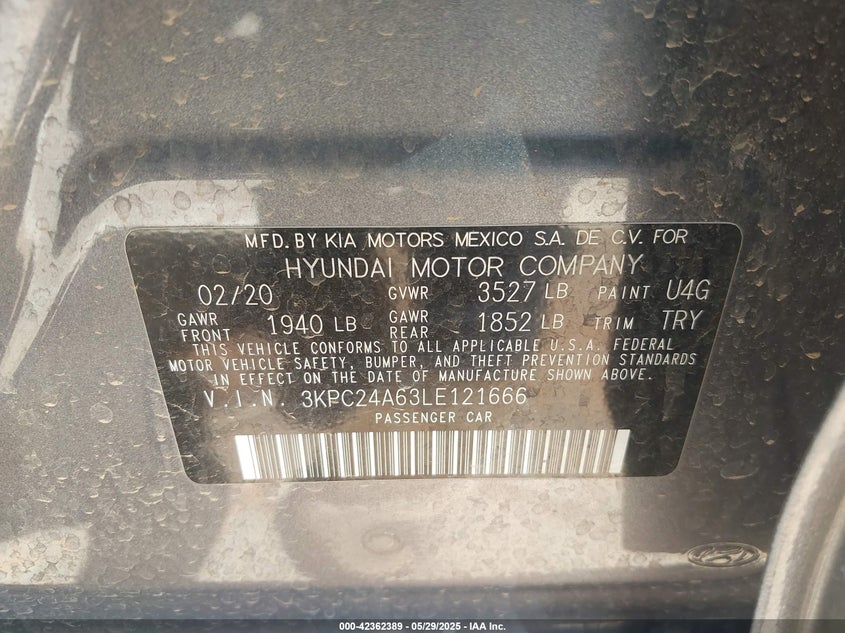 MFD. BY KIA MOTORS MEXICO S.A. DE C.V. FOR
HYUNDAI MOTOR COMPANY
02/20 GVWR 3527 LB PAINT U4G
GAWR FRONT 1940 LB GAWR REAR 1852 LB TRIM TRY
THIS VEHICLE CONFORMS TO ALL APPLICABLE U.S.A. FEDERAL
MOTOR VEHICLE SAFETY, BUMPER, AND THEFT PREVENTION STANDARDS
IN EFFECT ON THE DATE OF MANUFACTURE SHOWN ABOVE.
V.I.N. 3KPC24A63LE121666
PASSENGER CAR
000-42362389 - 05/29/2025 - IAA Inc.